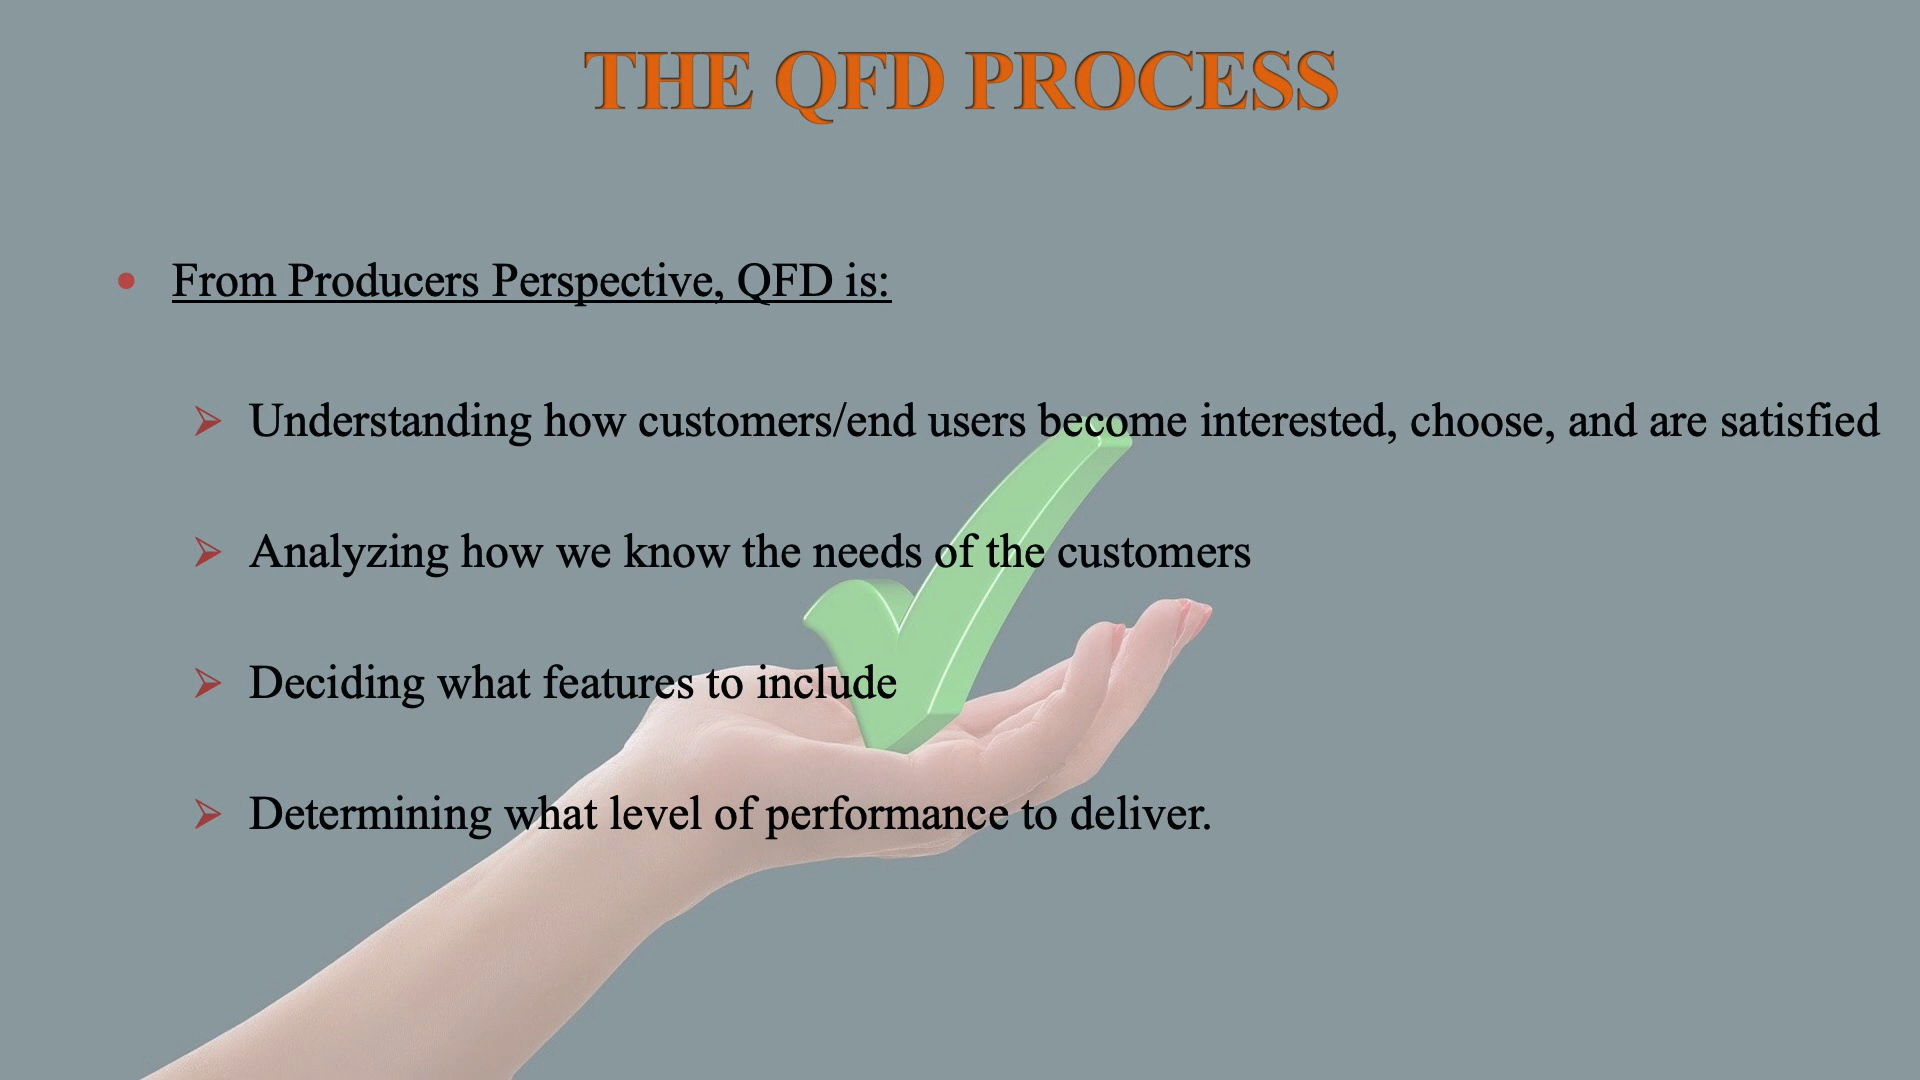 THE QFD PROCESS
• From Producers Perspective, QFD is:
➢ Understanding how customers/end users become interested, choose, and are satisfied
➢ Analyzing how we know the needs of the customers
➢ Deciding what features to include
➢ Determining what level of performance to deliver.